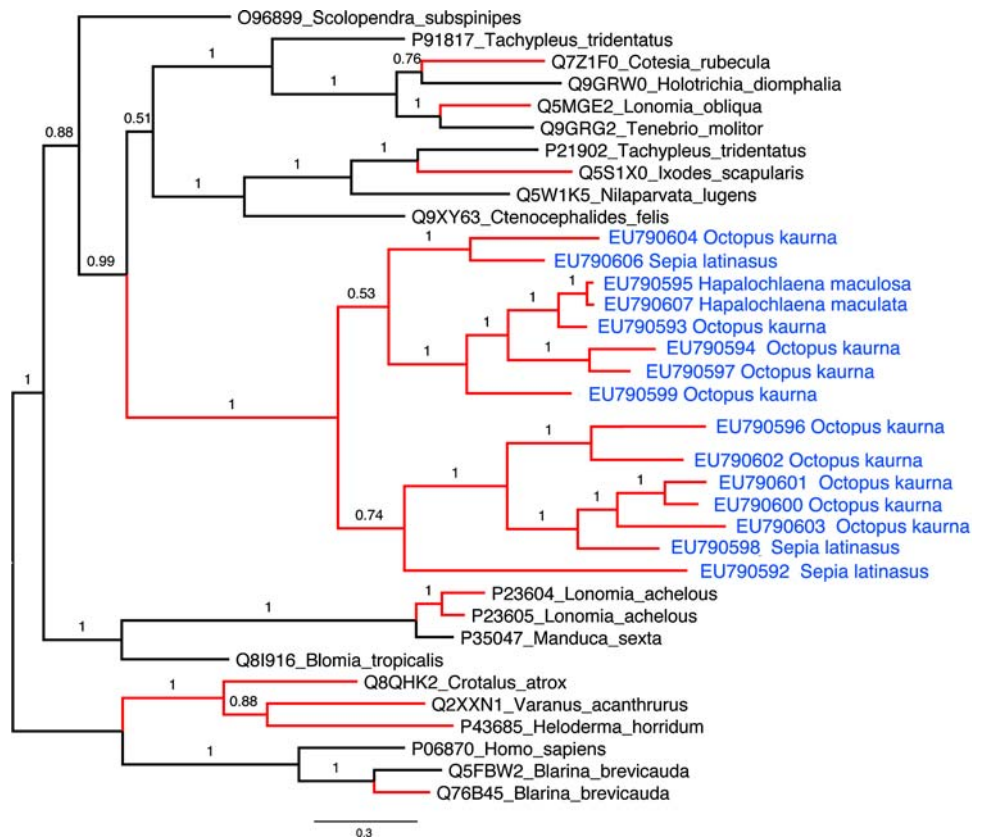 O96899_Scolopendra_subspinipes
P91817_Tachypleus_tridentatus
1
0.76
Q7Z1F0_Cotesia_rubecula
1
Q9GRW0_Holotrichia_diomphalia
1
Q5MGE2_Lonomia_obliqua
0.51
Q9GRG2_Tenebrio_molitor
0.88
1
P21902_Tachypleus_tridentatus
1
Q5S1X0_Ixodes_scapularis
1
Q5W1K5_Nilaparvata_lugens
Q9XY63_Ctenocephalides_felis
1
EU790604 Octopus kaurna
0.99
EU790606 Sepia latinasus
1
EU790595 Hapalochlaena maculosa
0.53
1
EU790607 Hapalochlaena maculata
1
EU790593 Octopus kaurna
1
1
EU790594 Octopus kaurna
EU790597 Octopus kaurna
1
EU790599 Octopus kaurna
1
1
EU790596 Octopus kaurna
EU790602 Octopus kaurna
1
1
EU790601 Octopus kaurna
1
EU790600 Octopus kaurna
0.74
1
EU790603 Octopus kaurna
EU790598 Sepia latinasus
EU790592 Sepia latinasus
1
P23604_Lonomia_achelous
1
P23605_Lonomia_achelous
1
P35047_Manduca_sexta
Q8I916_Blomia_tropicalis
1
Q8QHK2_Crotalus_atrox
0.88
Q2XXN1_Varanus_acanthrurus
P43685_Heloderma_horridum
1
P06870_Homo_sapiens
1
Q5FBW2_Blarina_brevicauda
Q76B45_Blarina_brevicauda
0.3